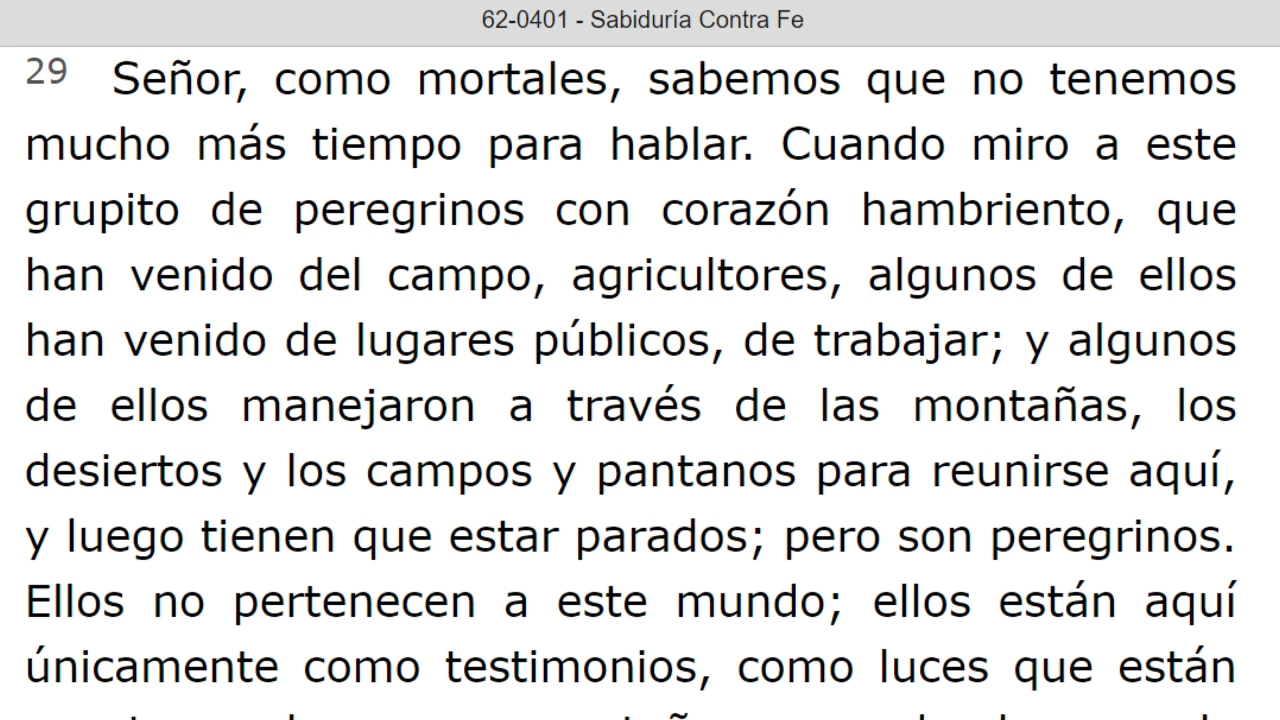 62-0401 - Sabiduría Contra Fe
29 Señor, como mortales, sabemos que no tenemos
mucho más tiempo para hablar. Cuando miro a este
grupito de peregrinos con corazón hambriento, que
han venido del campo, agricultores, algunos de ellos
han venido de lugares públicos, de trabajar; y algunos
de ellos manejaron a través de las montañas, los
desiertos y los campos y pantanos para reunirse aquí,
y luego tienen que estar parados; pero son peregrinos.
Ellos no pertenecen a este mundo; ellos están aquí
únicamente como testimonios, como luces que están